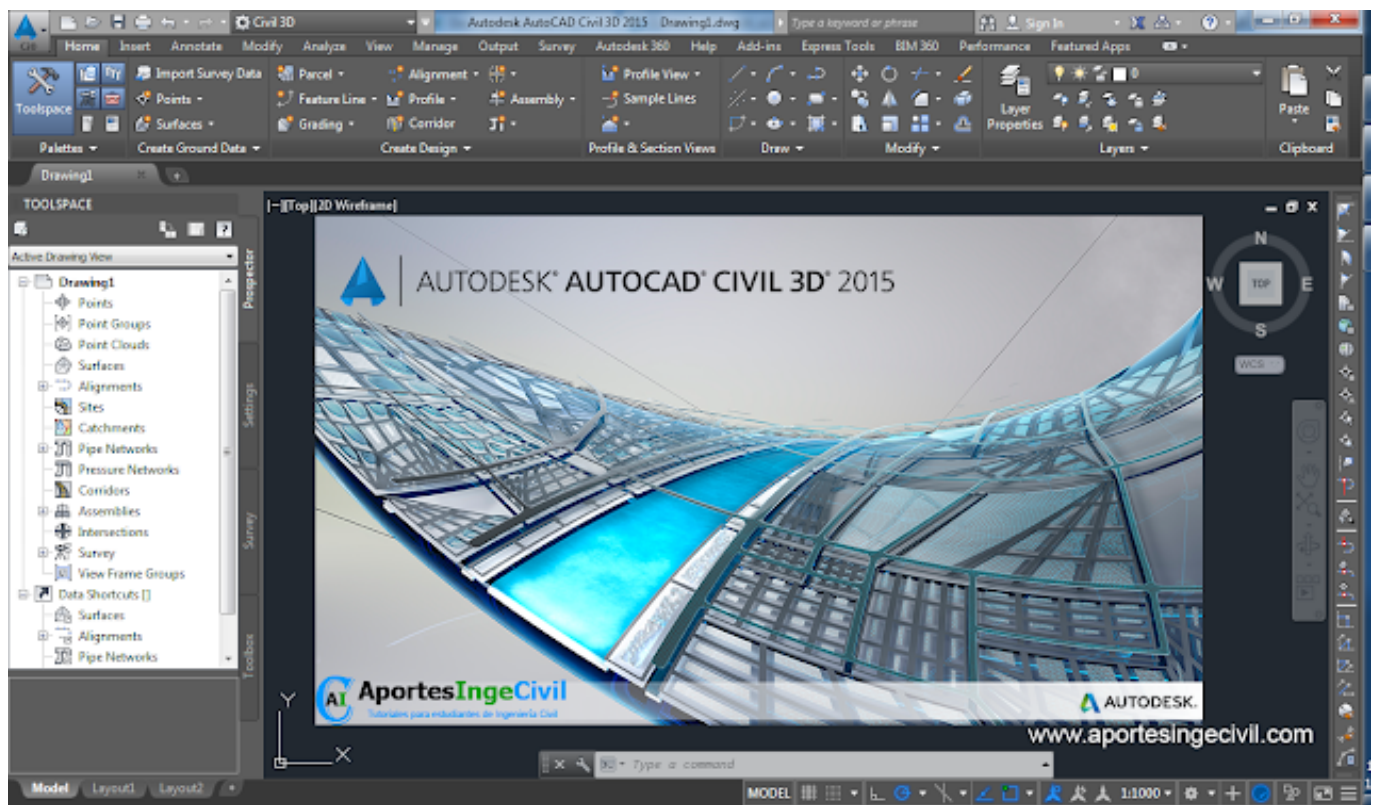 Civil 3D Autodesk AutoCAD Civil 3D 2015 Drawing1.dwg Type a keyword or phrase Sign In
Home Insert Annotate Modify Analyze View Manage Output Survey Autodesk 360 Help Add-ins Express Tools BIM 360 Performance Featured Apps
Import Survey Data Parcel Alignment Profile View 0
Toolspace Points Feature Line Profile Assembly Sample Lines Layer Properties Paste
Surfaces Grading Corridor
Palettes Create Ground Data Create Design Profile & Section Views Draw Modify Layers Clipboard
Drawing1
TOOLSPACE
[−][Top][2D Wireframe]
Active Drawing View
Drawing1
Points
Point Groups
Point Clouds
Surfaces
Alignments
Sites
Catchments
Pipe Networks
Pressure Networks
Corridors
Assemblies
Intersections
Survey
View Frame Groups
Data Shortcuts []
Surfaces
Alignments
Pipe Networks
Prospector
Settings
Survey
Toolbox
AUTODESK® AUTOCAD® CIVIL 3D® 2015
N
W TOP E
S
WCS
AI AportesIngeCivil
Tutoriales para estudiantes de Ingeniería Civil
AUTODESK.
www.aportesingecivil.com
Y
X
Type a command
Model Layout1 Layout2 +
MODEL 1:1000